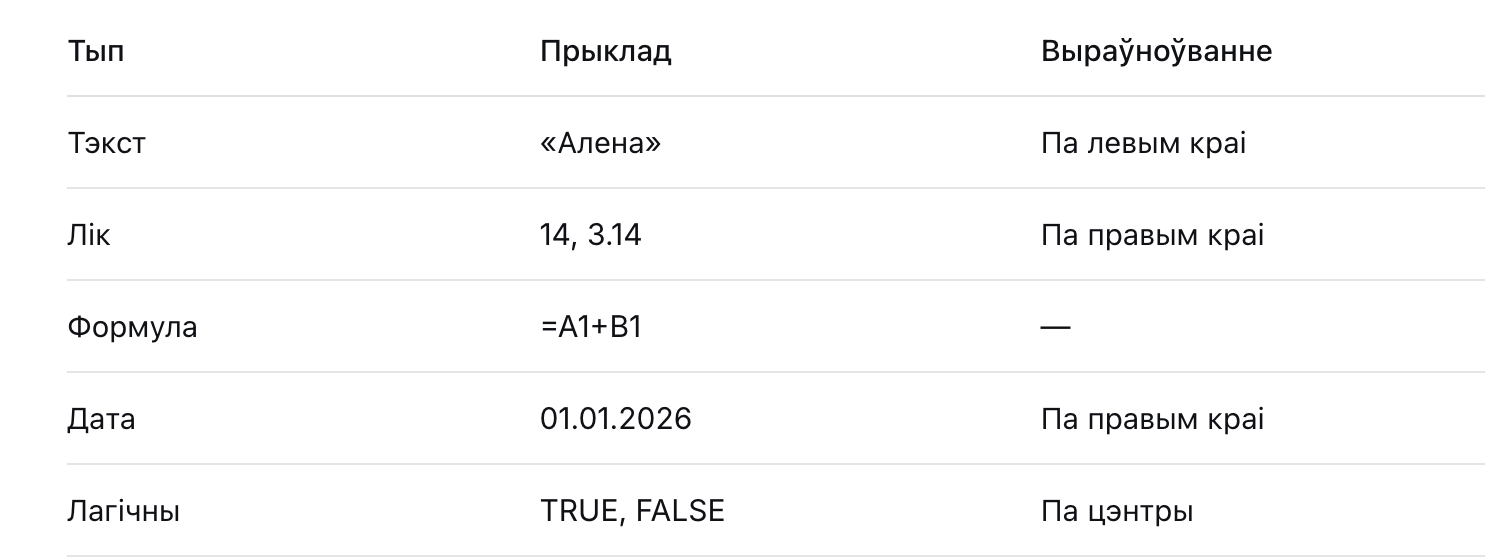 Тып Прыклад Выраўноўванне
Тэкст «Алена» Па левым краі
Лік 14, 3.14 Па правым краі
Формула =A1+B1 —
Дата 01.01.2026 Па правым краі
Лагічны TRUE, FALSE Па цэнтры